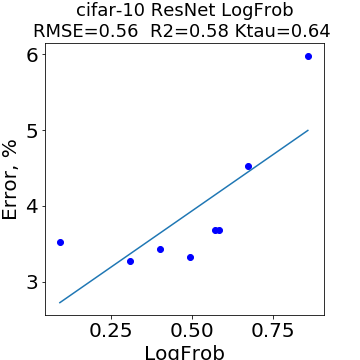 cifar-10 ResNet LogFrob
RMSE=0.56 R2=0.58 Ktau=0.64
Error, %
6
5
4
3
0.25 0.50 0.75
LogFrob